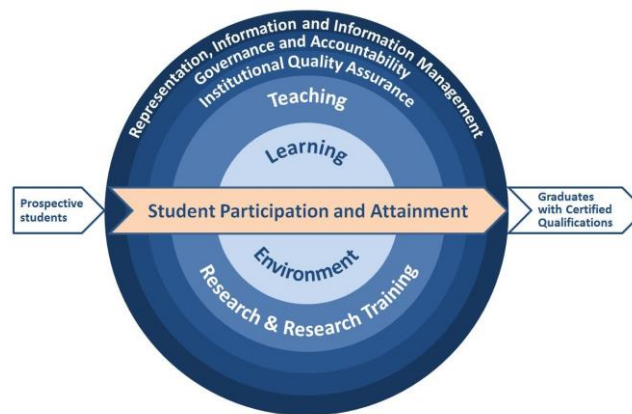 Representation, Information and Information Management
Governance and Accountability
Institutional Quality Assurance
Teaching
Learning
Prospective
students
Student Participation and Attainment
Graduates
with Certified
Qualifications
Environment
Research & Research Training